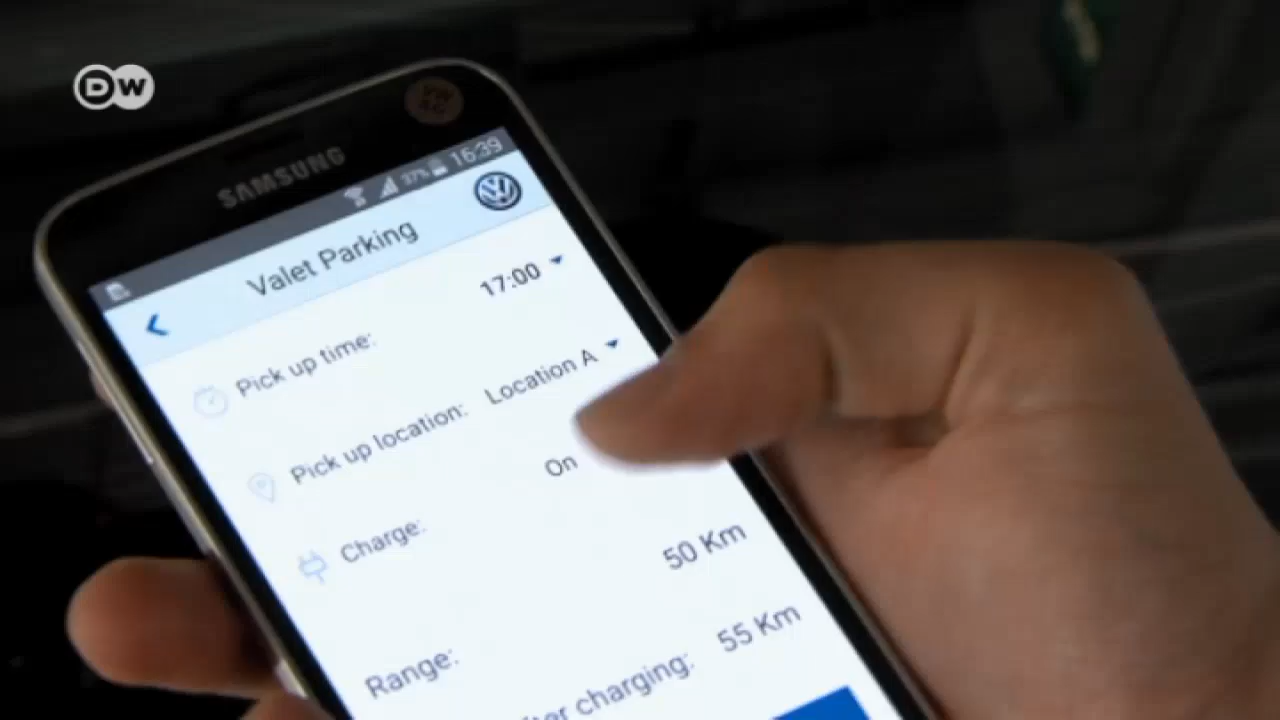 DW
SAMSUNG
37% 16:39
Valet Parking
Pick up time: 17:00
Pick up location: Location A
Charge: On
Range: 50 Km
charging: 55 Km